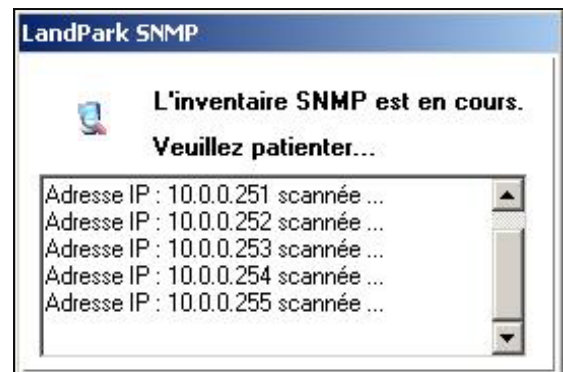 LandPark SNMP
L'inventaire SNMP est en cours.
Veuillez patienter...
Adresse IP : 10.0.0.251 scannée ...
Adresse IP : 10.0.0.252 scannée ...
Adresse IP : 10.0.0.253 scannée ...
Adresse IP : 10.0.0.254 scannée ...
Adresse IP : 10.0.0.255 scannée ...